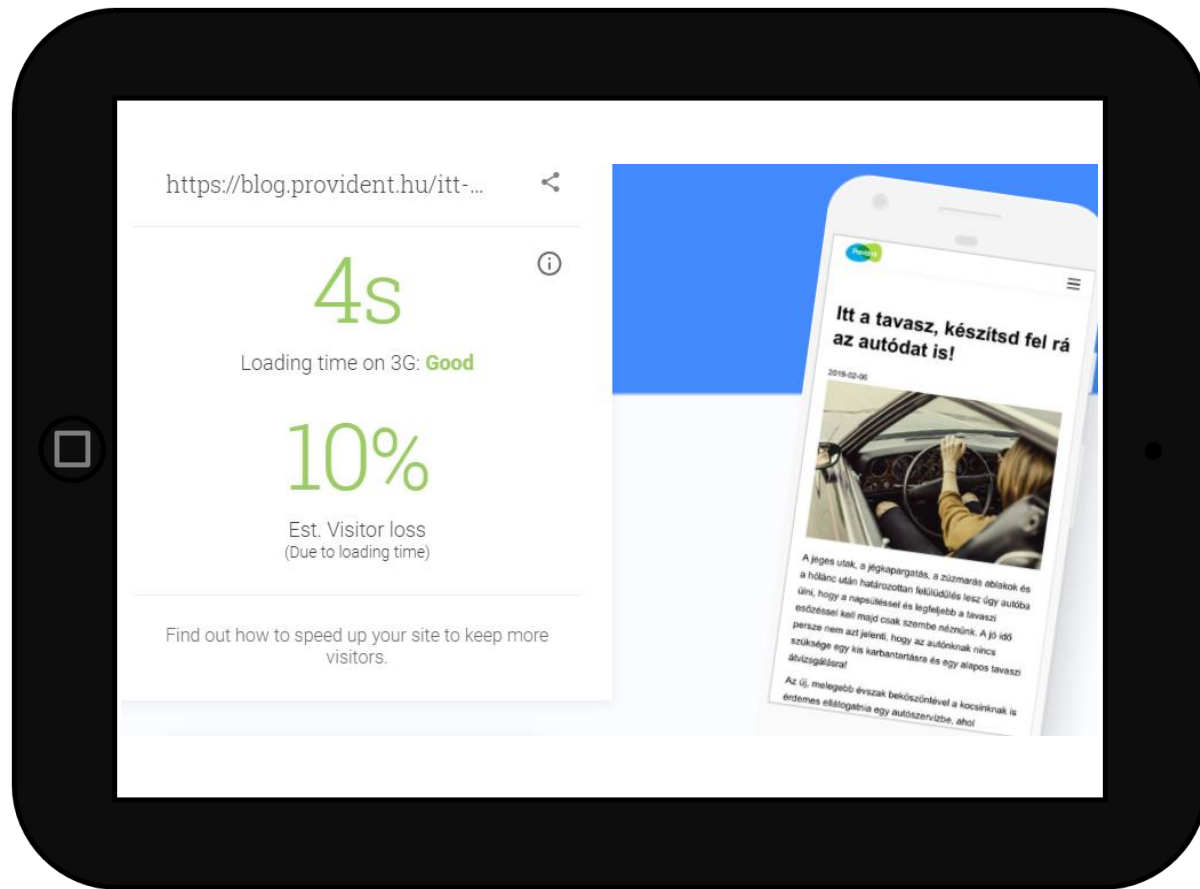 https://blog.provident.hu/itt-...
4s
Loading time on 3G: Good
10%
Est. Visitor loss
(Due to loading time)
Find out how to speed up your site to keep more
visitors.
Provident
Itt a tavasz, készítsd fel rá
az autódat is!
2019-02-06
A jeges utak, a jégkapargatás, a zúzmarás ablakok és
a hólánc után határozottan felüdülés lesz úgy autóba
ülni, hogy a napsütéssel és legfeljebb a tavaszi
esőzéssel kell majd csak szembe néznünk. A jó idő
persze nem azt jelenti, hogy az autónknak nincs
szüksége egy kis karbantartásra és egy alapos tavaszi
átvizsgálásra!
Az új, melegebb évszak beköszöntével a kocsinknak is
érdemes ellátogatnia egy autószervizbe, ahol